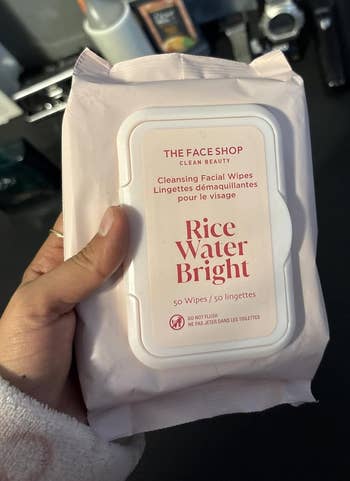 THE FACE SHOP
CLEAN BEAUTY
Cleansing Facial Wipes
Lingettes démaquillantes
pour le visage
Rice
Water
Bright
50 Wipes / 50 lingettes
DO NOT FLUSH
NE PAS JETER DANS LES TOILETTES